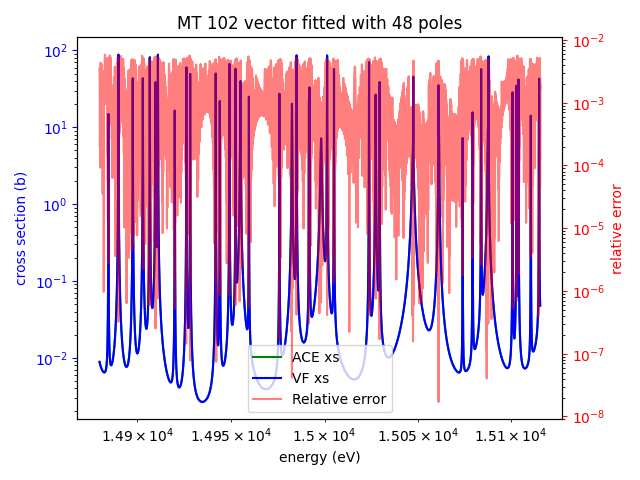 MT 102 vector fitted with 48 poles
10²
10¹
10⁰
10⁻¹
10⁻²
cross section (b)
10⁻²
10⁻³
10⁻⁴
10⁻⁵
10⁻⁶
10⁻⁷
10⁻⁸
relative error
ACE xs
VF xs
Relative error
1.49 × 10⁴ 1.495 × 10⁴ 1.5 × 10⁴ 1.505 × 10⁴ 1.51 × 10⁴
energy (eV)